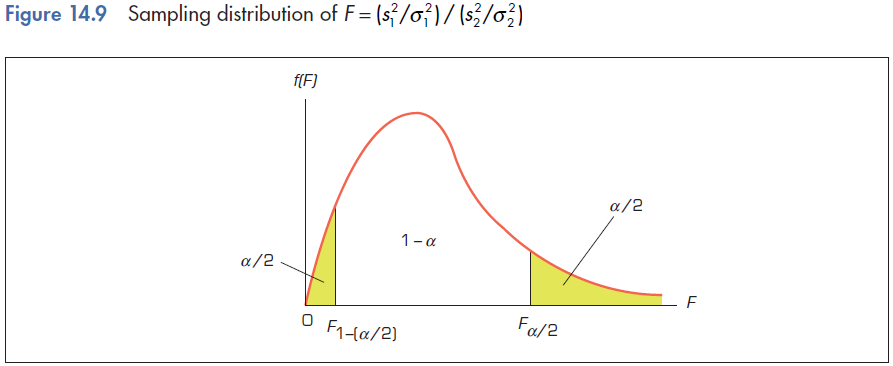 Figure 14.9 Sampling distribution of F = (s₁²/σ₁²) / (s₂²/σ₂²)
f(F)
α/2
α/2
1 – α
F
0
F₁₋(α/2)
Fα/2